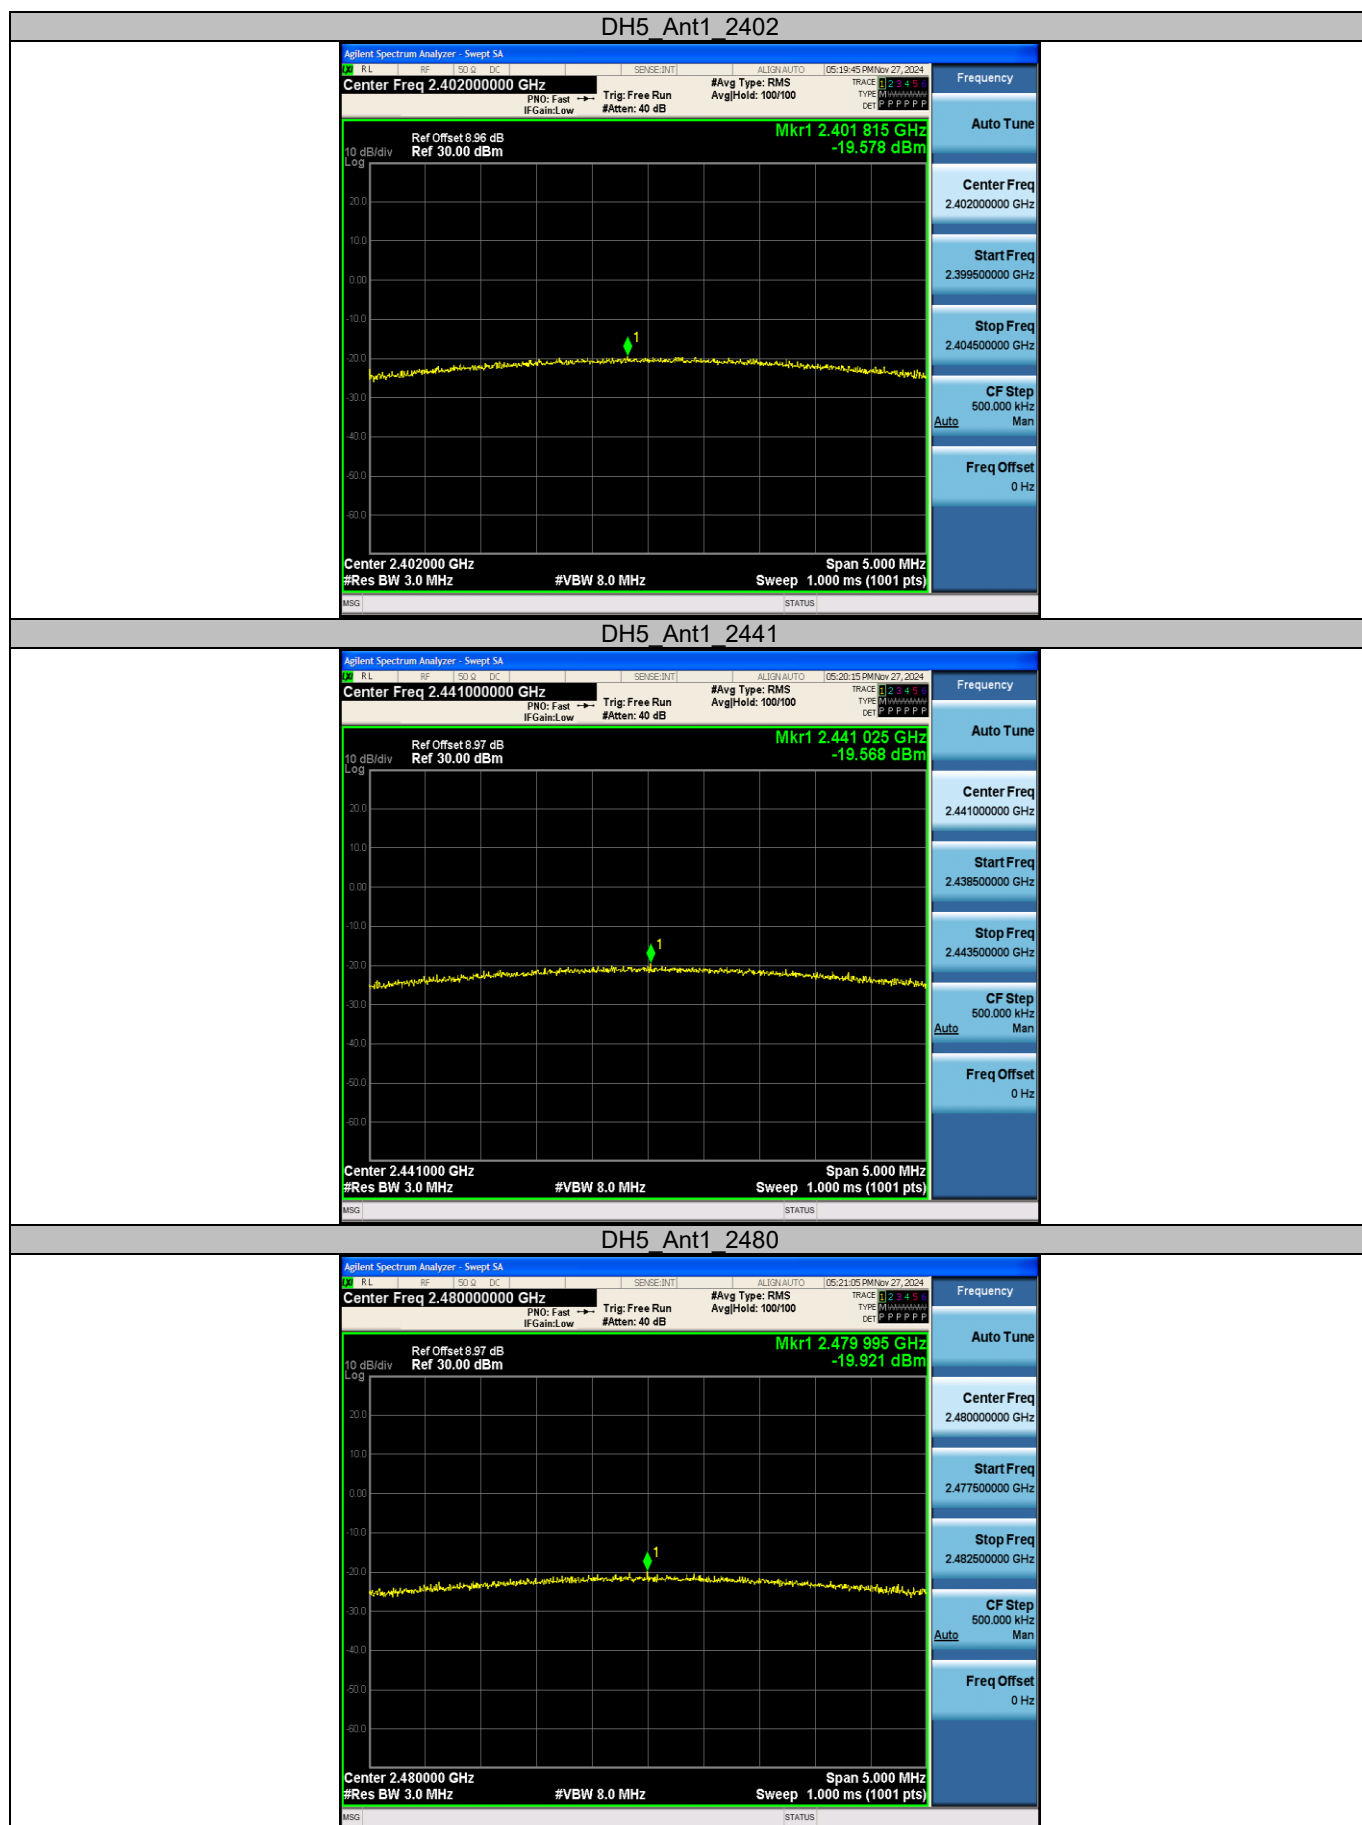 DH5_Ant1_2402
Agilent Spectrum Analyzer - Swept SA
RL RF 50 Ω DC SENSE:INT ALIGN AUTO 05:19:45 PM Nov 27, 2024
Center Freq 2.402000000 GHz #Avg Type: RMS TRACE 1 2 3 4 5 6
PNO: Fast Trig: Free Run Avg|Hold: 100/100 TYPE M
IFGain:Low #Atten: 40 dB DET P P P P P P
Frequency
Mkr1 2.401 815 GHz
-19.578 dBm
Ref Offset 8.96 dB
10 dB/div Ref 30.00 dBm
Log
20.0
10.0
0.00
-10.0
1
-20.0
-30.0
-40.0
-50.0
-60.0
Center 2.402000 GHz Span 5.000 MHz
#Res BW 3.0 MHz #VBW 8.0 MHz Sweep 1.000 ms (1001 pts)
MSG STATUS
Auto Tune
Center Freq
2.402000000 GHz
Start Freq
2.399500000 GHz
Stop Freq
2.404500000 GHz
CF Step
500.000 kHz
Auto Man
Freq Offset
0 Hz
DH5_Ant1_2441
Agilent Spectrum Analyzer - Swept SA
RL RF 50 Ω DC SENSE:INT ALIGN AUTO 05:20:15 PM Nov 27, 2024
Center Freq 2.441000000 GHz #Avg Type: RMS TRACE 1 2 3 4 5 6
PNO: Fast Trig: Free Run Avg|Hold: 100/100 TYPE M
IFGain:Low #Atten: 40 dB DET P P P P P P
Frequency
Mkr1 2.441 025 GHz
-19.568 dBm
Ref Offset 8.97 dB
10 dB/div Ref 30.00 dBm
Log
20.0
10.0
0.00
-10.0
1
-20.0
-30.0
-40.0
-50.0
-60.0
Center 2.441000 GHz Span 5.000 MHz
#Res BW 3.0 MHz #VBW 8.0 MHz Sweep 1.000 ms (1001 pts)
MSG STATUS
Auto Tune
Center Freq
2.441000000 GHz
Start Freq
2.438500000 GHz
Stop Freq
2.443500000 GHz
CF Step
500.000 kHz
Auto Man
Freq Offset
0 Hz
DH5_Ant1_2480
Agilent Spectrum Analyzer - Swept SA
RL RF 50 Ω DC SENSE:INT ALIGN AUTO 05:21:05 PM Nov 27, 2024
Center Freq 2.480000000 GHz #Avg Type: RMS TRACE 1 2 3 4 5 6
PNO: Fast Trig: Free Run Avg|Hold: 100/100 TYPE M
IFGain:Low #Atten: 40 dB DET P P P P P P
Frequency
Mkr1 2.479 995 GHz
-19.921 dBm
Ref Offset 8.97 dB
10 dB/div Ref 30.00 dBm
Log
20.0
10.0
0.00
-10.0
1
-20.0
-30.0
-40.0
-50.0
-60.0
Center 2.480000 GHz Span 5.000 MHz
#Res BW 3.0 MHz #VBW 8.0 MHz Sweep 1.000 ms (1001 pts)
MSG STATUS
Auto Tune
Center Freq
2.480000000 GHz
Start Freq
2.477500000 GHz
Stop Freq
2.482500000 GHz
CF Step
500.000 kHz
Auto Man
Freq Offset
0 Hz